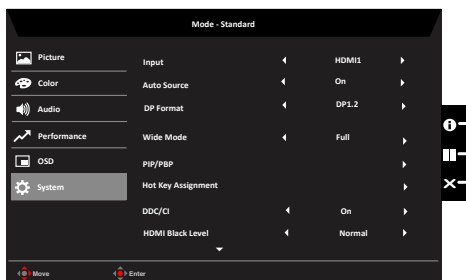 Mode - Standard
Picture
Color
Audio
Performance
OSD
System
Input HDMI1
Auto Source On
DP Format DP1.2
Wide Mode Full
PIP/PBP
Hot Key Assignment
DDC/CI On
HDMI Black Level Normal
Move Enter